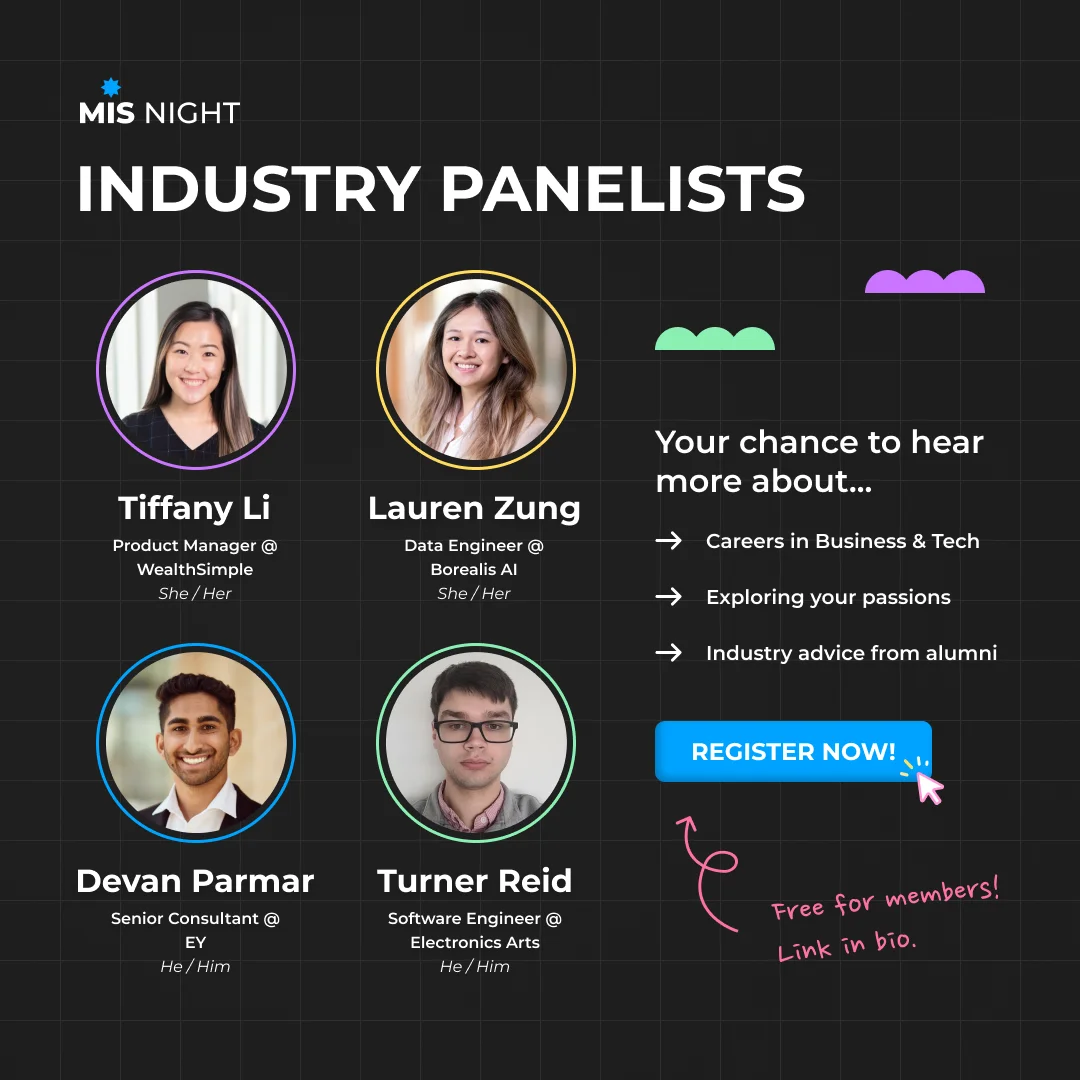 MIS NIGHT
INDUSTRY PANELISTS
Tiffany Li
Product Manager @
WealthSimple
She / Her
Lauren Zung
Data Engineer @
Borealis AI
She / Her
Devan Parmar
Senior Consultant @
EY
He / Him
Turner Reid
Software Engineer @
Electronics Arts
He / Him
Your chance to hear
more about...
Careers in Business & Tech
Exploring your passions
Industry advice from alumni
REGISTER NOW!
Free for members!
Link in bio.